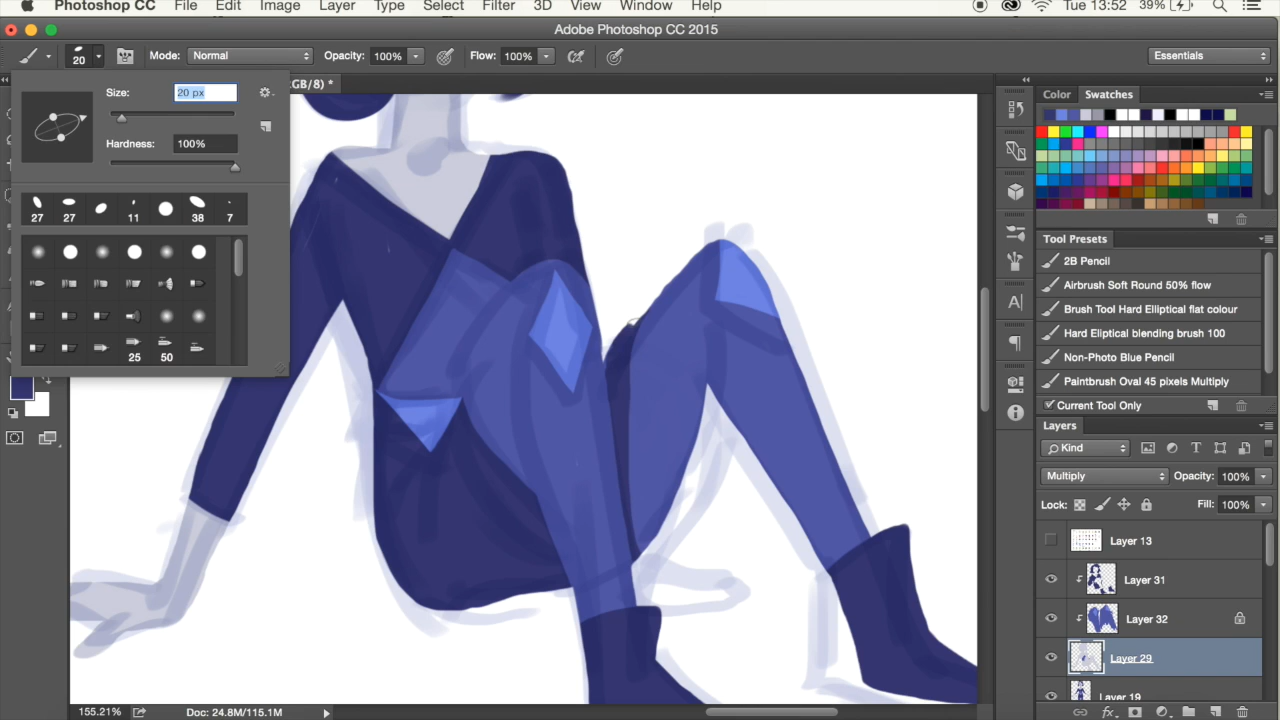 Photoshop CC File Edit Image Layer Type Select Filter 3D View Window Help Tue 13:52 39%
Adobe Photoshop CC 2015
20 Mode: Normal Opacity: 100% Flow: 100% Essentials
GB/8) *
Size: 20 px
Hardness: 100%
27 27 11 38 7
25 50
Color Swatches
Tool Presets
2B Pencil
Airbrush Soft Round 50% flow
Brush Tool Hard Elliptical flat colour
Hard Eliptical blending brush 100
Non-Photo Blue Pencil
Paintbrush Oval 45 pixels Multiply
Current Tool Only
Layers
Kind
Multiply Opacity: 100%
Lock: Fill: 100%
Layer 13
Layer 31
Layer 32
Layer 29
Layer 19
155.21% Doc: 24.8M/115.1M